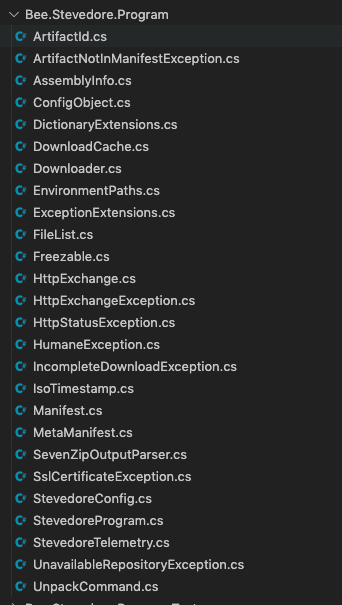 Bee.Stevedore.Program
C# ArtifactId.cs
C# ArtifactNotInManifestException.cs
C# AssemblyInfo.cs
C# ConfigObject.cs
C# DictionaryExtensions.cs
C# DownloadCache.cs
C# Downloader.cs
C# EnvironmentPaths.cs
C# ExceptionExtensions.cs
C# FileList.cs
C# Freezable.cs
C# HttpExchange.cs
C# HttpExchangeException.cs
C# HttpStatusException.cs
C# HumaneException.cs
C# IncompleteDownloadException.cs
C# IsoTimestamp.cs
C# Manifest.cs
C# MetaManifest.cs
C# SevenZipOutputParser.cs
C# SslCertificateException.cs
C# StevedoreConfig.cs
C# StevedoreProgram.cs
C# StevedoreTelemetry.cs
C# UnavailableRepositoryException.cs
C# UnpackCommand.cs